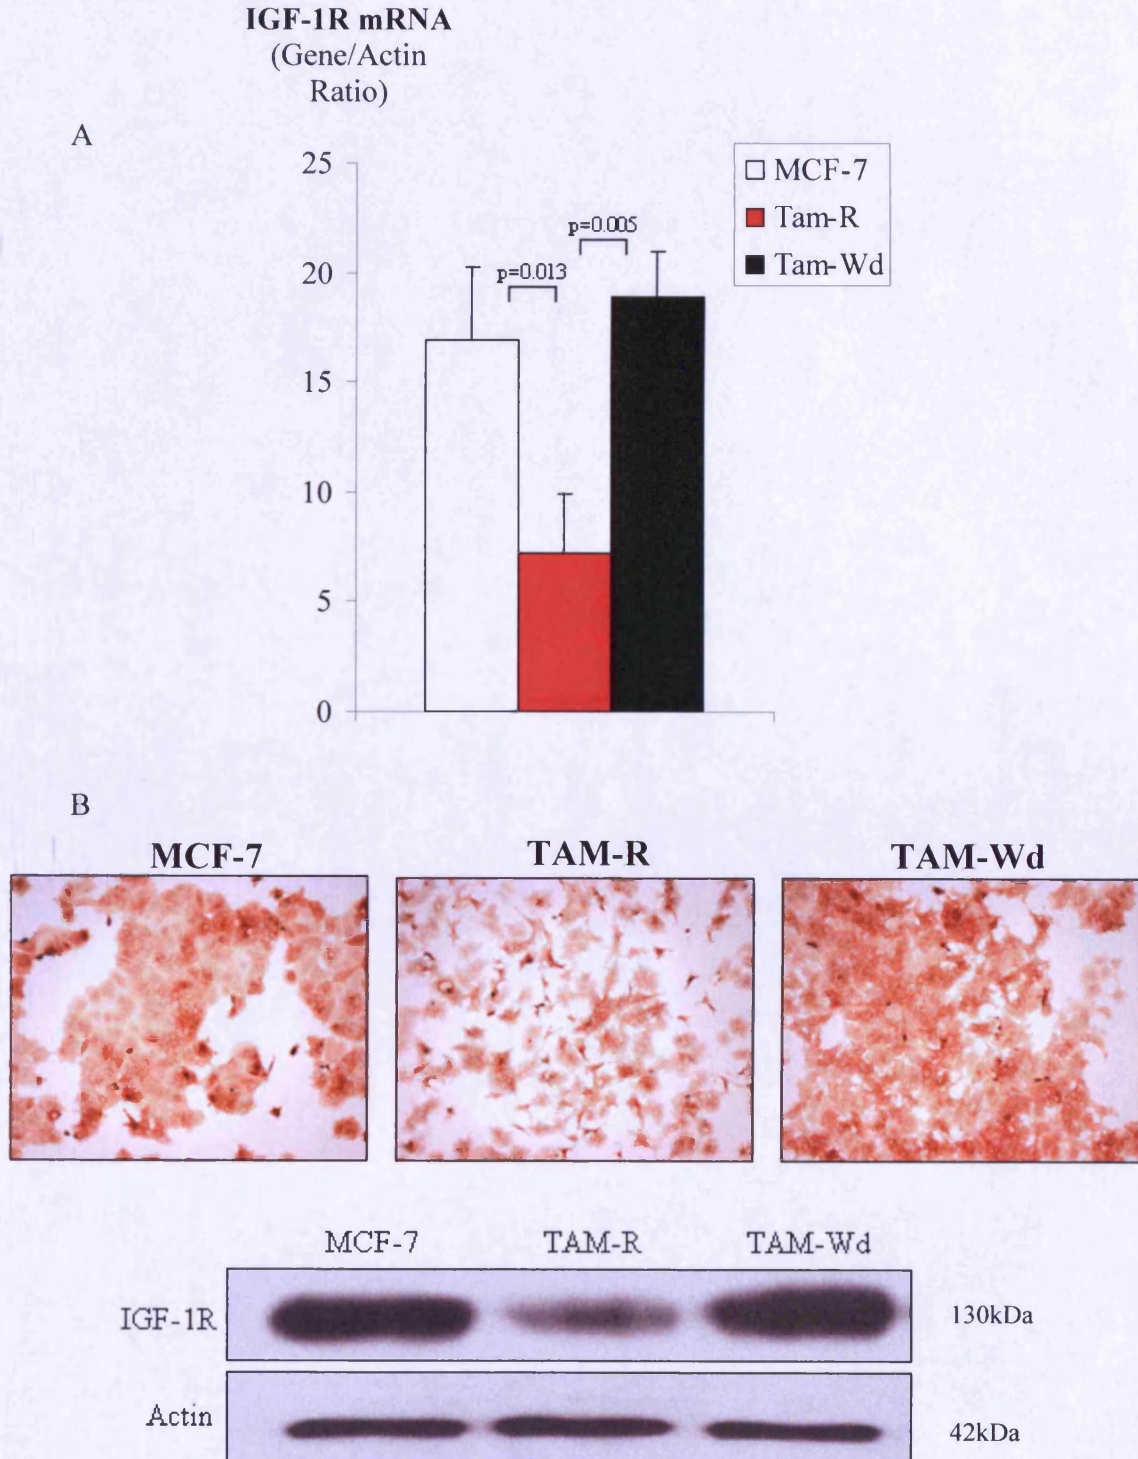 IGF-1R mRNA
(Gene/Actin
Ratio)
A
25
20
15
10
5
0
p=0.013
p=0.005
MCF-7
Tam-R
Tam-Wd
B
MCF-7
TAM-R
TAM-Wd
MCF-7 TAM-R TAM-Wd
IGF-1R 130kDa
Actin 42kDa